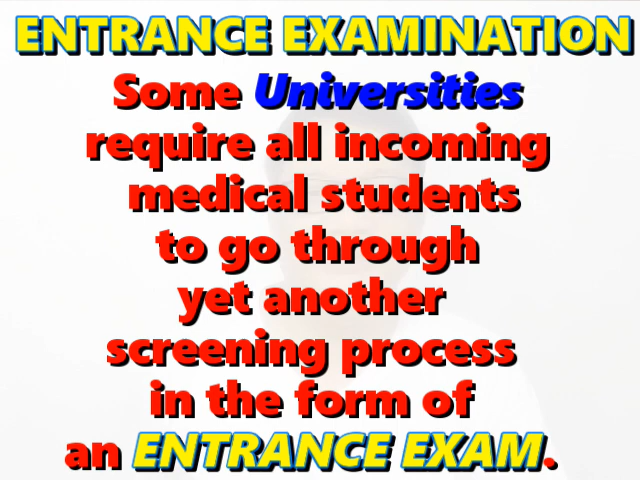 ENTRANCE EXAMINATION
Some Universities
require all incoming
medical students
to go through
yet another
screening process
in the form of
an ENTRANCE EXAM.